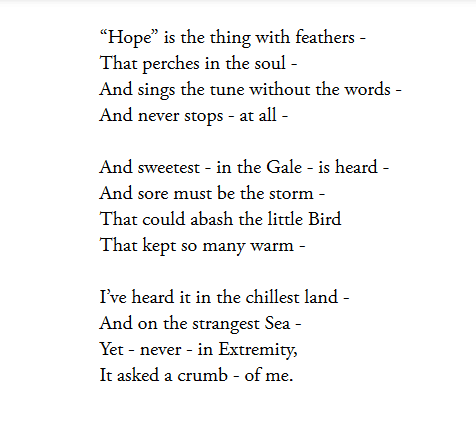 “Hope” is the thing with feathers -
That perches in the soul -
And sings the tune without the words -
And never stops - at all -

And sweetest - in the Gale - is heard -
And sore must be the storm -
That could abash the little Bird
That kept so many warm -

I’ve heard it in the chillest land -
And on the strangest Sea -
Yet - never - in Extremity,
It asked a crumb - of me.